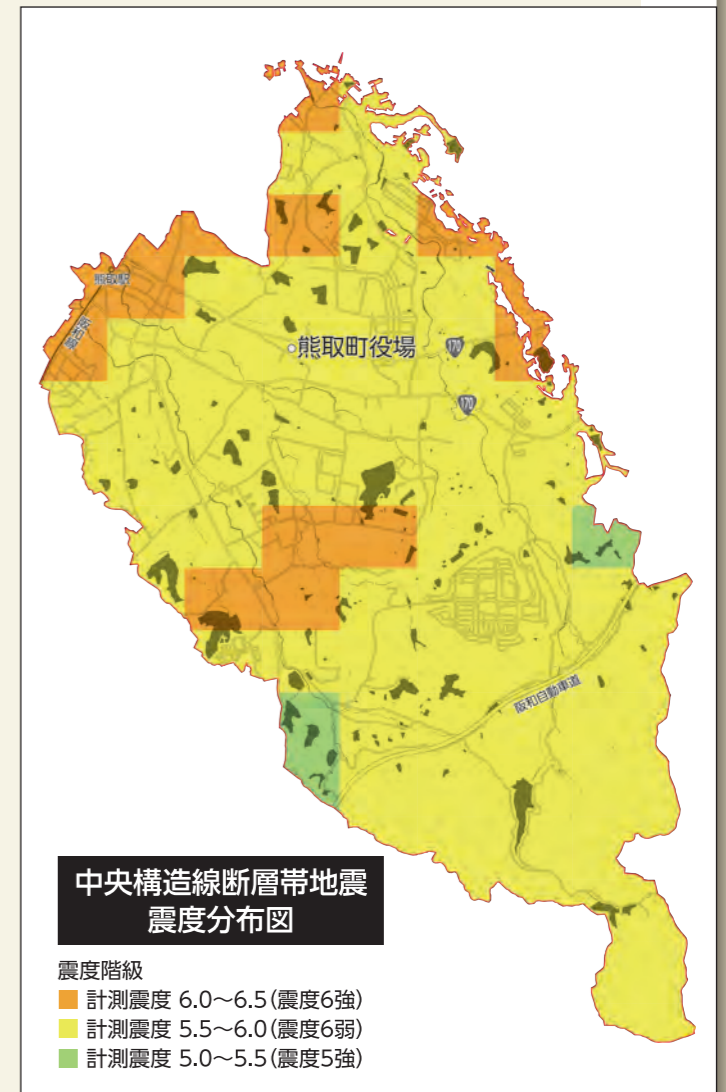 熊取駅
阪和線
熊取町役場
170
170
阪和自動車道
中央構造線断層帯地震
震度分布図
震度階級
計測震度 6.0～6.5（震度6強）
計測震度 5.5～6.0（震度6弱）
計測震度 5.0～5.5（震度5強）